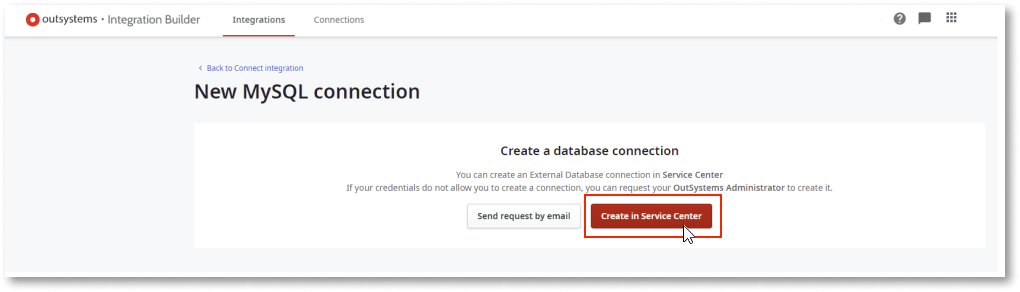 outsystems • Integration Builder Integrations Connections
< Back to Connect integration
New MySQL connection
Create a database connection
You can create an External Database connection in Service Center
If your credentials do not allow you to create a connection, you can request your OutSystems Administrator to create it.
Send request by email Create in Service Center